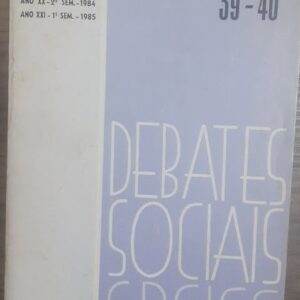 ANO XX - 2º SEM. - 1984
ANO XXI - 1º SEM. - 1985
39-40
DEBATES
SOCIAIS